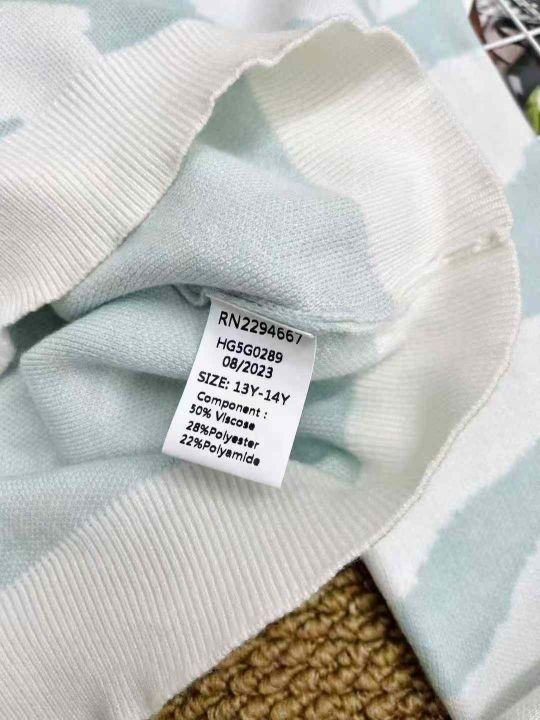 RN2294667
HG5G0289
08/2023
SIZE: 13Y-14Y
Component :
50% Viscose
28%Polyester
22%Polyamide